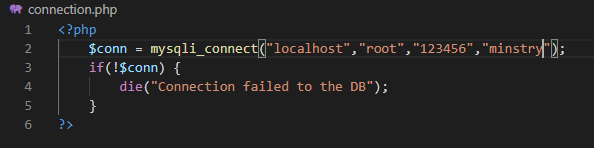 connection.php
1 <?php
2 $conn = mysqli_connect("localhost","root","123456","minstry");
3 if(!$conn) {
4 die("Connection failed to the DB");
5 }
6 ?>